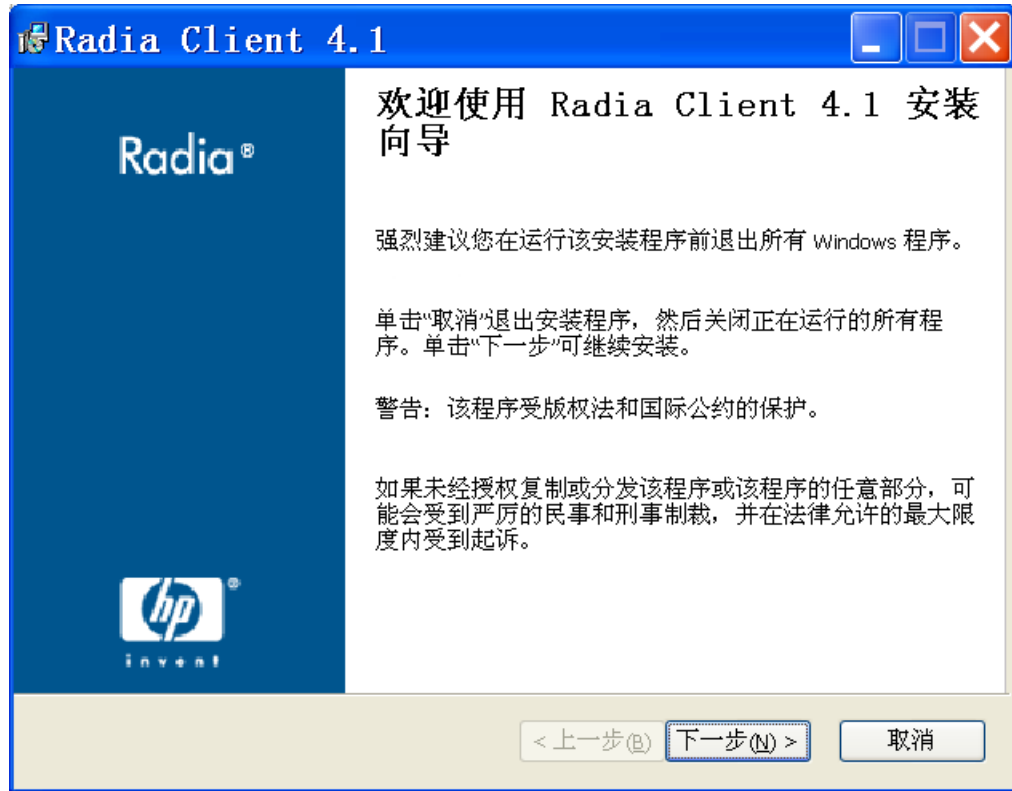 Radia Client 4.1
Radia®
欢迎使用 Radia Client 4.1 安装
向导
强烈建议您在运行该安装程序前退出所有 Windows 程序。
单击“取消”退出安装程序，然后关闭正在运行的所有程
序。单击“下一步”可继续安装。
警告：该程序受版权法和国际公约的保护。
如果未经授权复制或分发该程序或该程序的任意部分，可
能会受到严厉的民事和刑事制裁，并在法律允许的最大限
度内受到起诉。
hp®
invent
<上一步(B) 下一步(N)> 取消